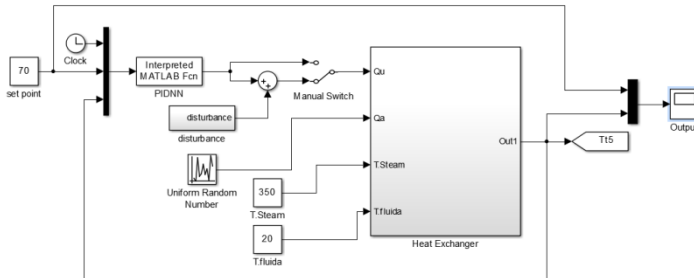 Clock
70
set point
Interpreted
MATLAB Fcn
PIDNN
++
Manual Switch
disturbance
disturbance
Uniform Random
Number
350
T.Steam
20
T.fluida
Qu
Qa
T.Steam
T.fluida
Out1
Heat Exchanger
Tt5
Output